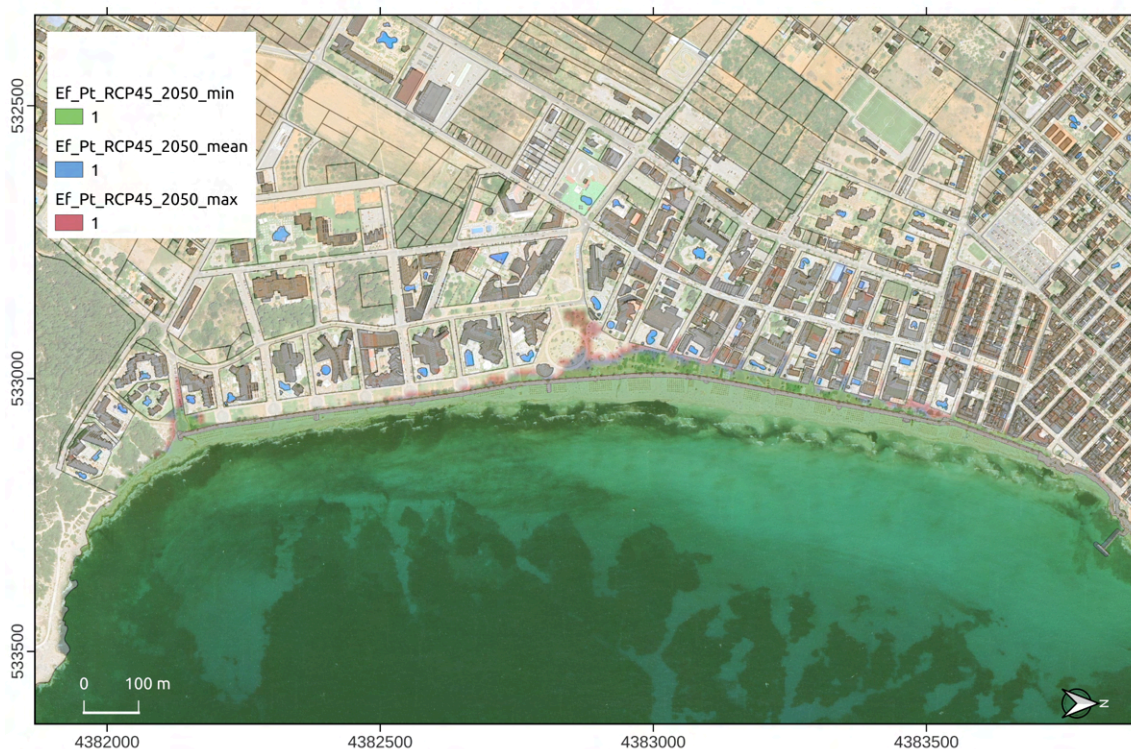 Ef_Pt_RCP45_2050_min
1
Ef_Pt_RCP45_2050_mean
1
Ef_Pt_RCP45_2050_max
1
532500
533000
533500
0 100 m
N
4382000 4382500 4383000 4383500